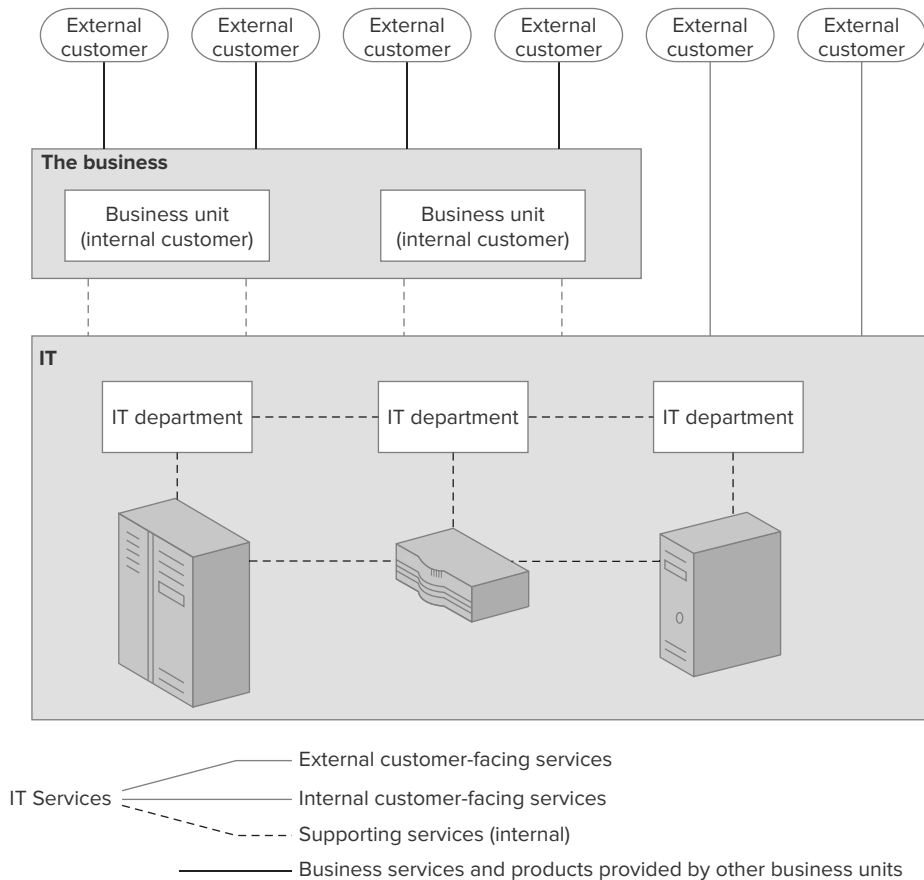 External
customer
External
customer
External
customer
External
customer
External
customer
External
customer
The business
Business unit
(internal customer)
Business unit
(internal customer)
IT
IT department
IT department
IT department
External customer-facing services
IT Services
Internal customer-facing services
Supporting services (internal)
Business services and products provided by other business units